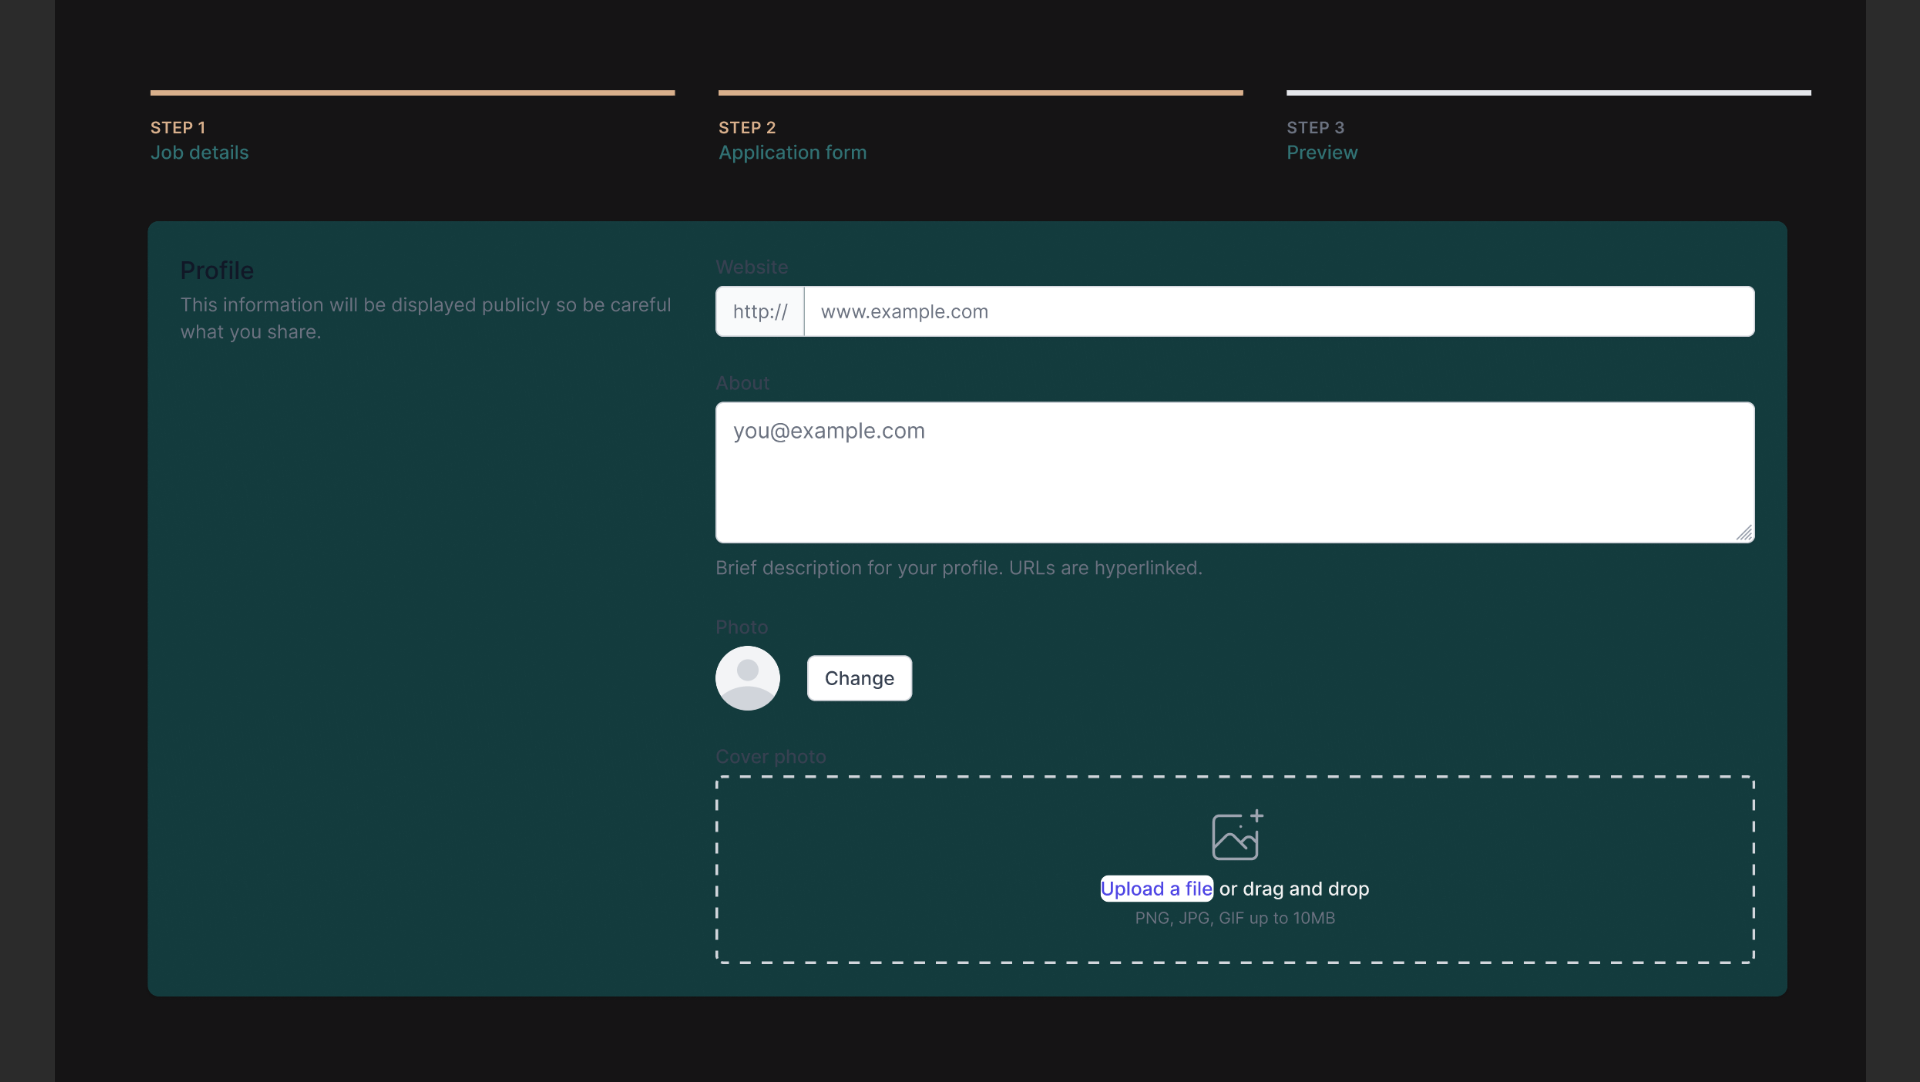 STEP 1
Job details
STEP 2
Application form
STEP 3
Preview
Profile
This information will be displayed publicly so be careful
what you share.
Website
http://
www.example.com
About
you@example.com
Brief description for your profile. URLs are hyperlinked.
Photo
Change
Cover photo
Upload a file or drag and drop
PNG, JPG, GIF up to 10MB